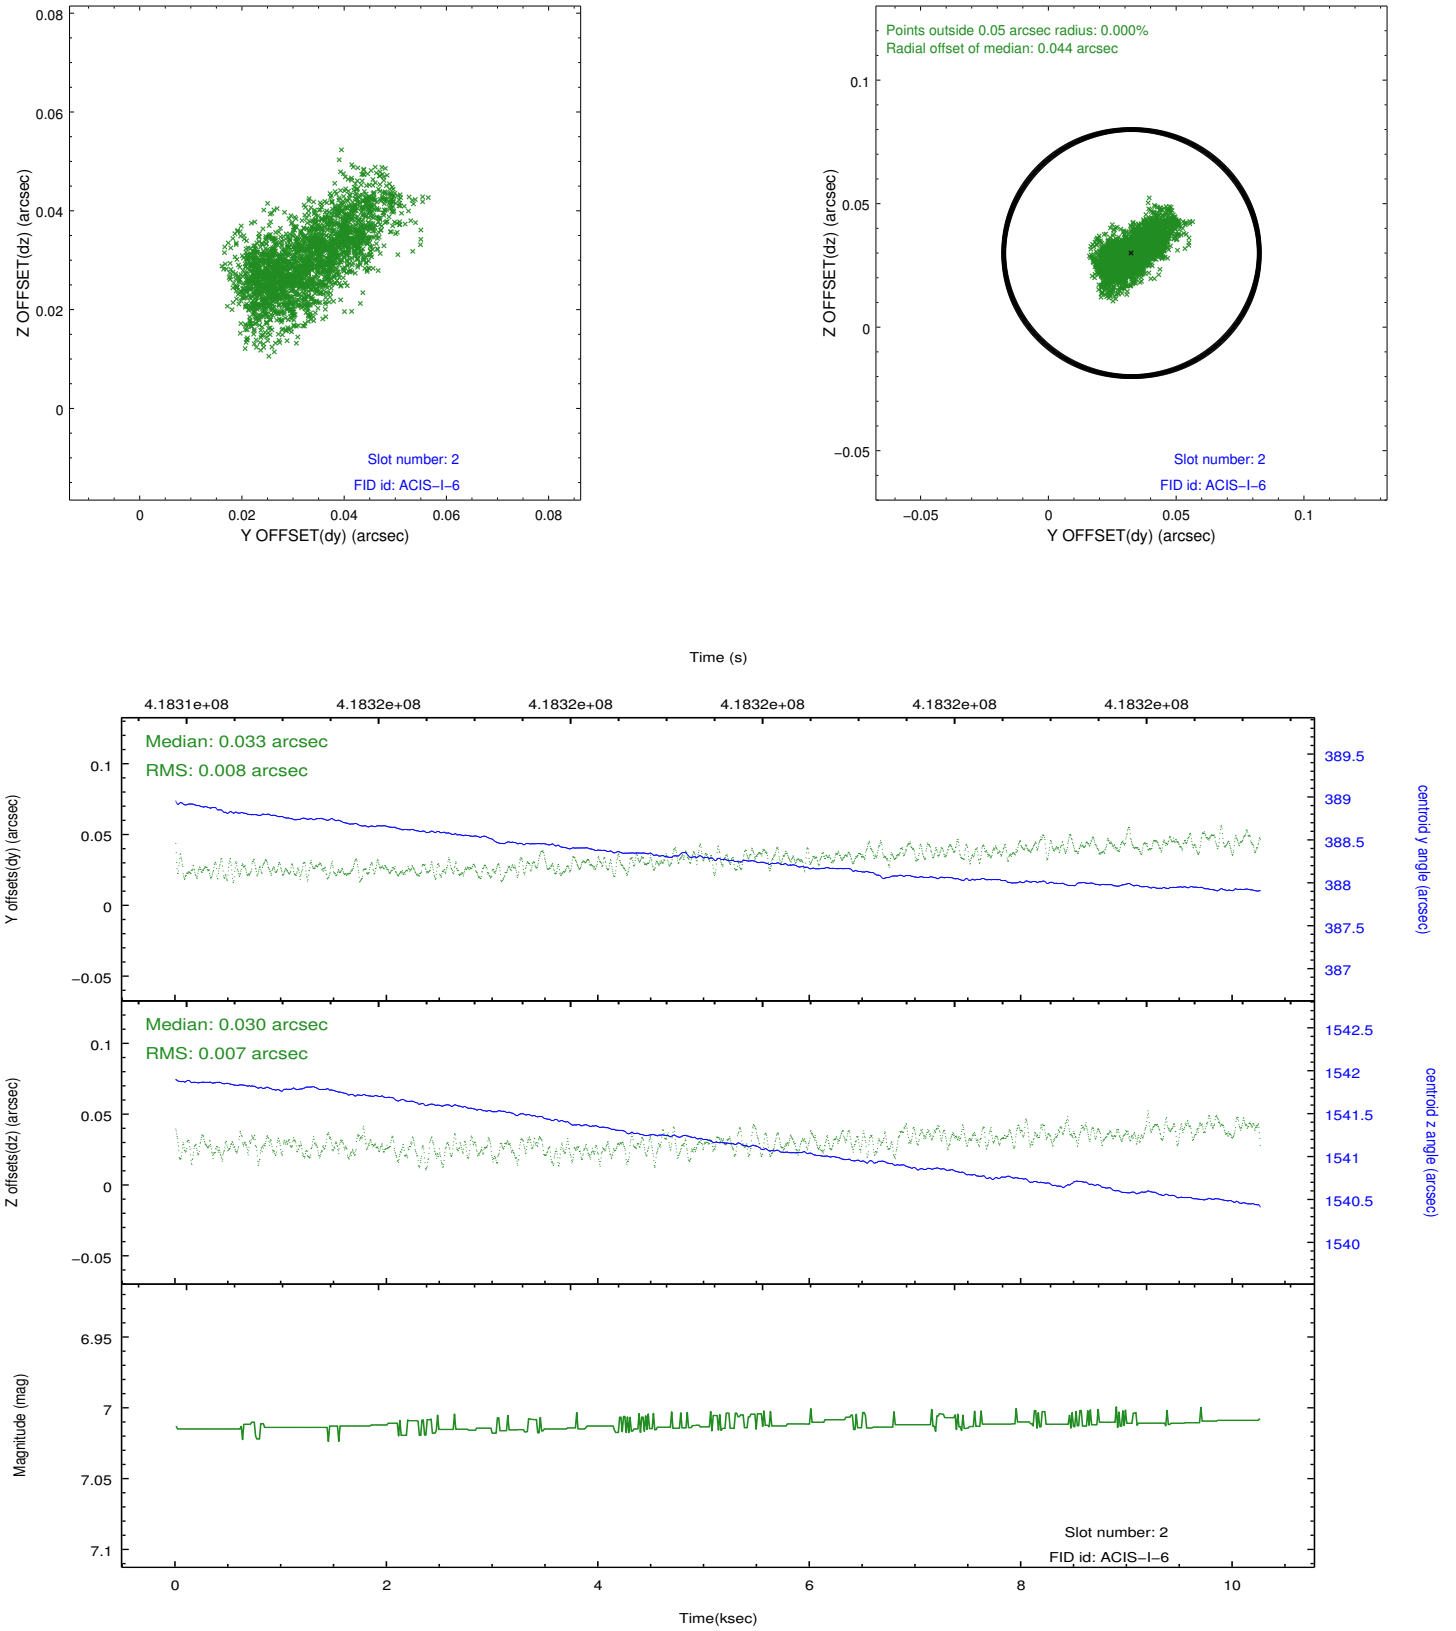 0.08
0.06
0.04
0.02
0
Z OFFSET(dz) (arcsec)
Slot number: 2
FID id: ACIS−I−6
0 0.02 0.04 0.06 0.08
Y OFFSET(dy) (arcsec)
Points outside 0.05 arcsec radius: 0.000%
Radial offset of median: 0.044 arcsec
0.1
0.05
0
−0.05
Z OFFSET(dz) (arcsec)
Slot number: 2
FID id: ACIS−I−6
−0.05 0 0.05 0.1
Y OFFSET(dy) (arcsec)
Time (s)
4.1831e+08 4.1832e+08 4.1832e+08 4.1832e+08 4.1832e+08 4.1832e+08
Median: 0.033 arcsec
RMS: 0.008 arcsec
0.1
0.05
0
−0.05
Y offsets(dy) (arcsec)
389.5
389
388.5
388
387.5
387
centroid y angle (arcsec)
Median: 0.030 arcsec
RMS: 0.007 arcsec
0.1
0.05
0
−0.05
Z offsets(dz) (arcsec)
1542.5
1542
1541.5
1541
1540.5
1540
centroid z angle (arcsec)
6.95
7
7.05
7.1
Magnitude (mag)
Slot number: 2
FID id: ACIS−I−6
0 2 4 6 8 10
Time(ksec)